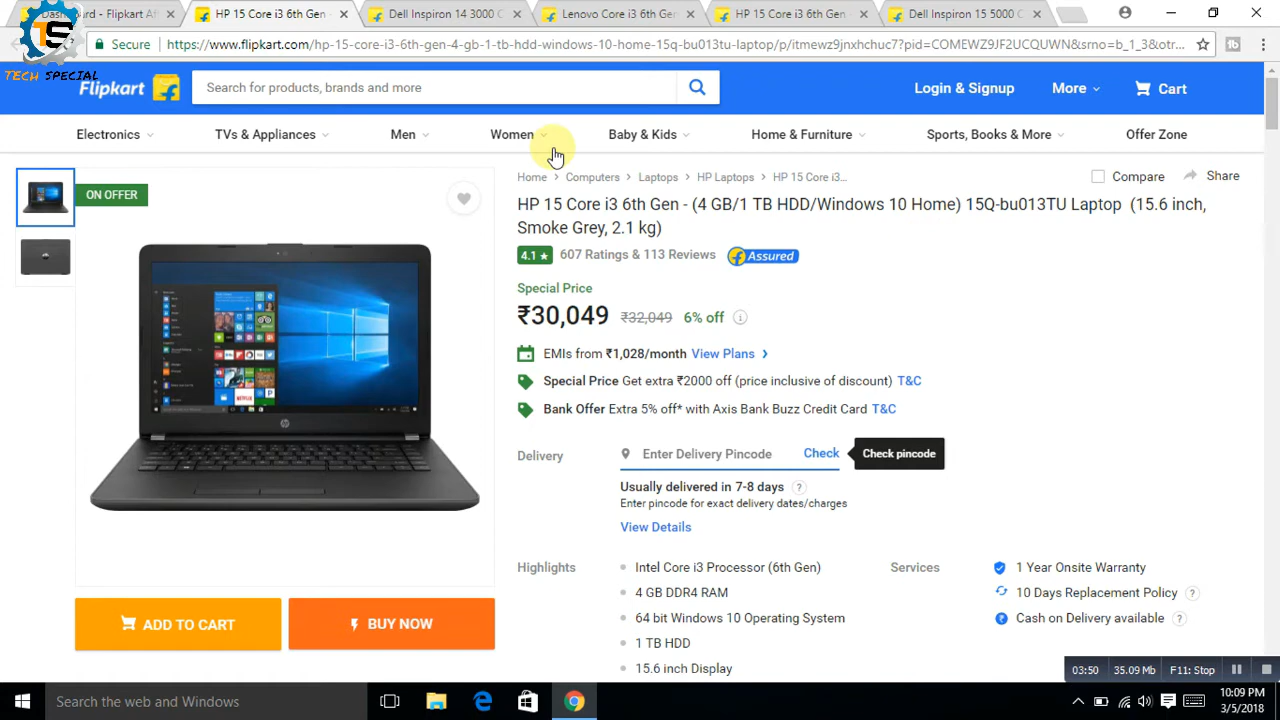 Dashboard - Flipkart Af
HP 15 Core i3 6th Gen
Dell Inspiron 14 3000
Lenovo Core i3 6th Gen
Core i3 6th Gen
Dell Inspiron 15 5000 C
TECH SPECIAL
Secure
https://www.flipkart.com/hp-15-core-i3-6th-gen-4-gb-1-tb-hdd-windows-10-home-15q-bu013tu-laptop/p/itmewz9jnxhchuc7?pid=COMEWZ9JF2UCQUWN&srno=b_1_3&otr...
Flipkart
Search for products, brands and more
Login & Signup
More
Cart
Electronics
TVs & Appliances
Men
Women
Baby & Kids
Home & Furniture
Sports, Books & More
Offer Zone
ON OFFER
Home > Computers > Laptops > HP Laptops > HP 15 Core i3...
Compare
Share
HP 15 Core i3 6th Gen - (4 GB/1 TB HDD/Windows 10 Home) 15Q-bu013TU Laptop (15.6 inch,
Smoke Grey, 2.1 kg)
4.1 ★ 607 Ratings & 113 Reviews Assured
Special Price
₹30,049 ₹32,049 6% off
EMIs from ₹1,028/month View Plans
Special Price Get extra ₹2000 off (price inclusive of discount) T&C
Bank Offer Extra 5% off* with Axis Bank Buzz Credit Card T&C
Delivery
Enter Delivery Pincode
Check
Check pincode
Usually delivered in 7-8 days ?
Enter pincode for exact delivery dates/charges
View Details
Highlights
Intel Core i3 Processor (6th Gen)
4 GB DDR4 RAM
64 bit Windows 10 Operating System
1 TB HDD
15.6 inch Display
Services
1 Year Onsite Warranty
10 Days Replacement Policy ?
Cash on Delivery available ?
ADD TO CART
BUY NOW
03:50
35.09 Mb
F11: Stop
Search the web and Windows
10:09 PM
3/5/2018